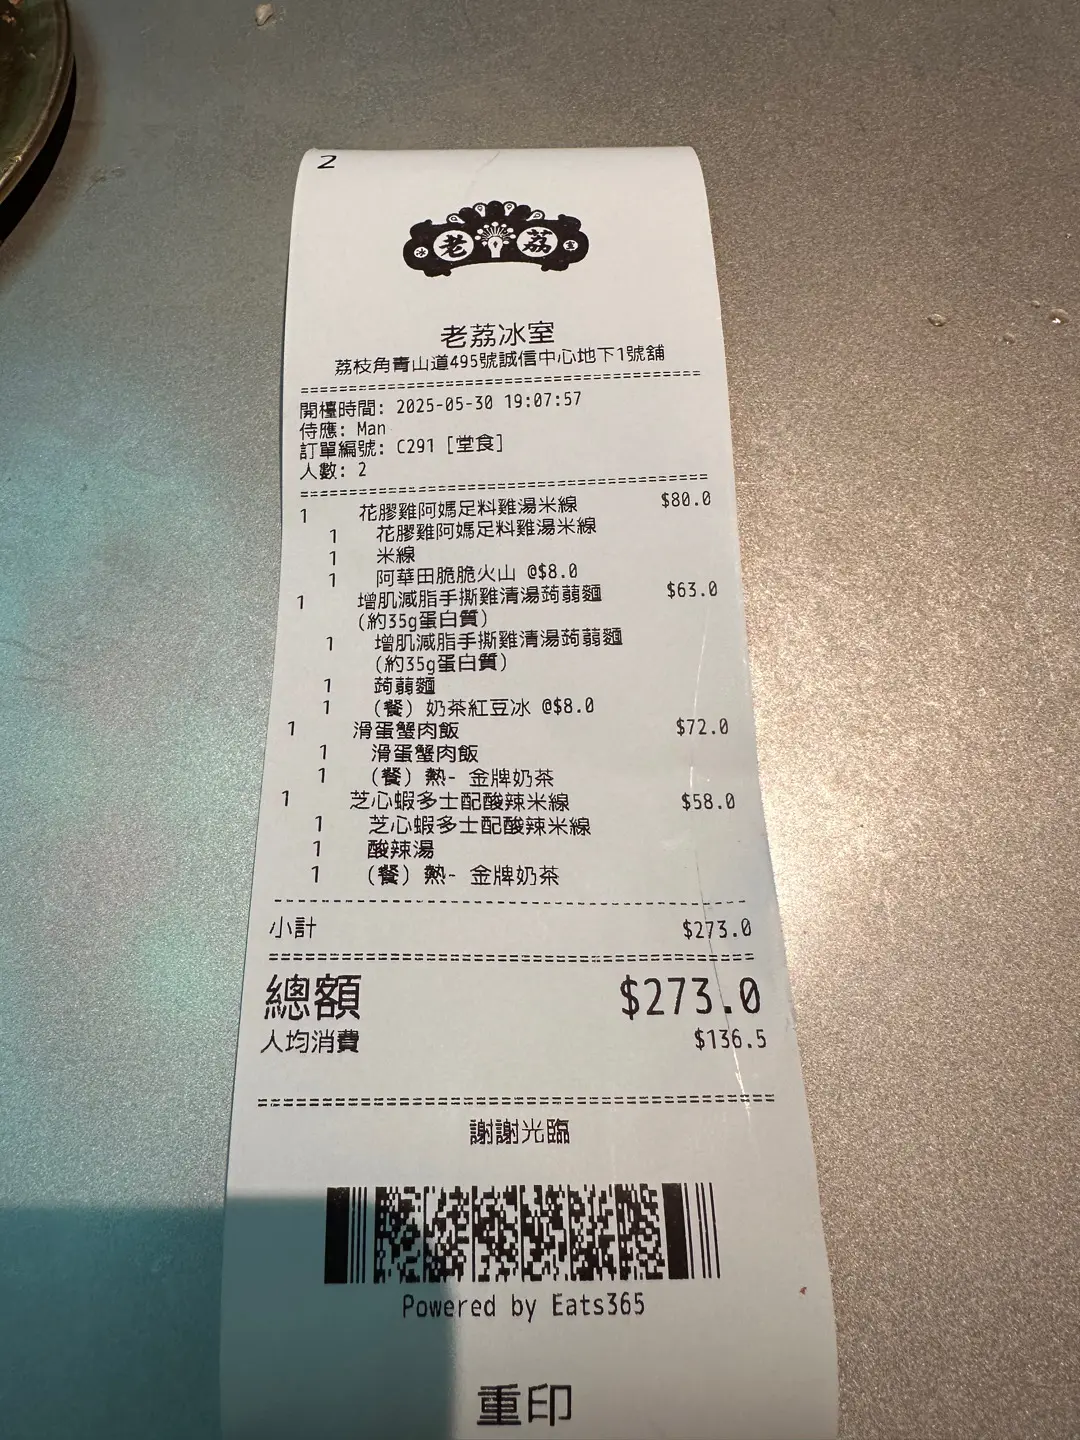 2
冰 老 荔 室
老荔冰室
荔枝角青山道495號誠信中心地下1號舖
開檯時間: 2025-05-30 19:07:57
侍應: Man
訂單編號: C291 [堂食]
人數: 2
1 花膠雞阿媽足料雞湯米線 $80.0
1 花膠雞阿媽足料雞湯米線
1 米線
1 阿華田脆脆火山 @$8.0
1 增肌減脂手撕雞清湯蒟蒻麵 $63.0
(約35g蛋白質)
1 增肌減脂手撕雞清湯蒟蒻麵
(約35g蛋白質)
1 蒟蒻麵
1 (餐) 奶茶紅豆冰 @$8.0
1 滑蛋蟹肉飯 $72.0
1 滑蛋蟹肉飯
1 (餐) 熱- 金牌奶茶
1 芝心蝦多士配酸辣米線 $58.0
1 芝心蝦多士配酸辣米線
1 酸辣湯
1 (餐) 熱- 金牌奶茶
小計 $273.0
總額 $273.0
人均消費 $136.5
謝謝光臨
Powered by Eats365
重印